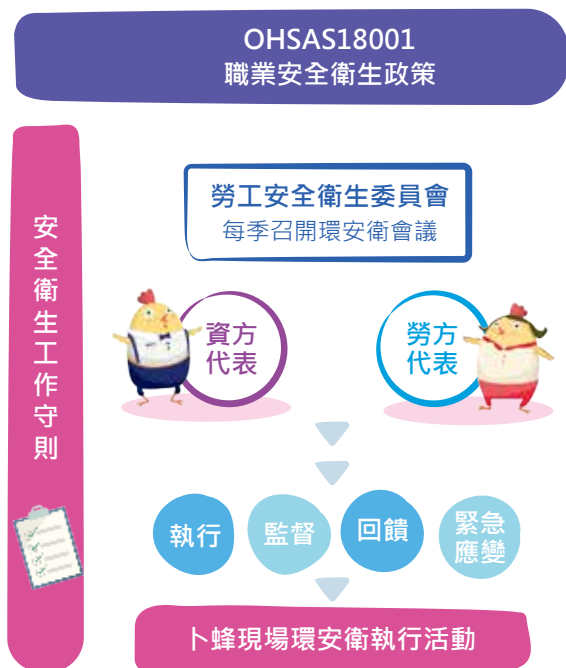 OHSAS18001
職業安全衛生政策
安全衛生工作守則
勞工安全衛生委員會
每季召開環安衛會議
資方
代表
勞方
代表
執行
監督
回饋
緊急
應變
卜蜂現場環安衛執行活動